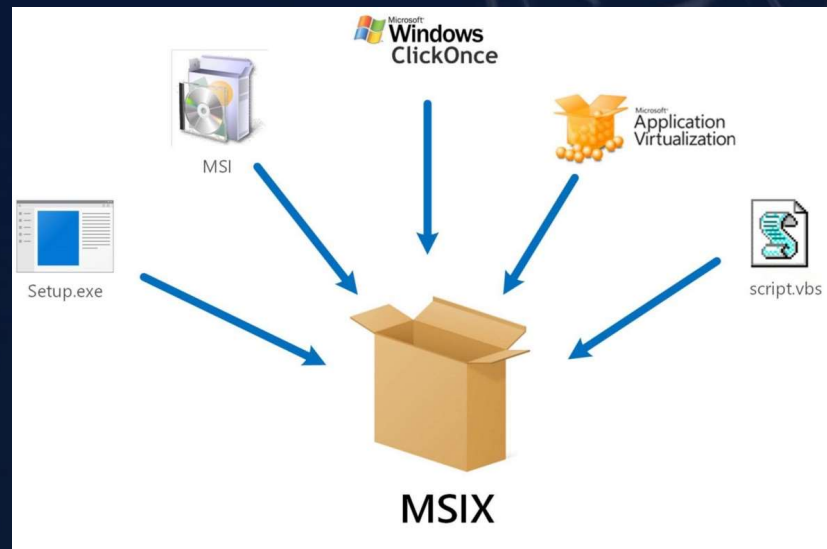 Microsoft
Windows
ClickOnce
MSI
Microsoft
Application
Virtualization
Setup.exe
script.vbs
MSIX